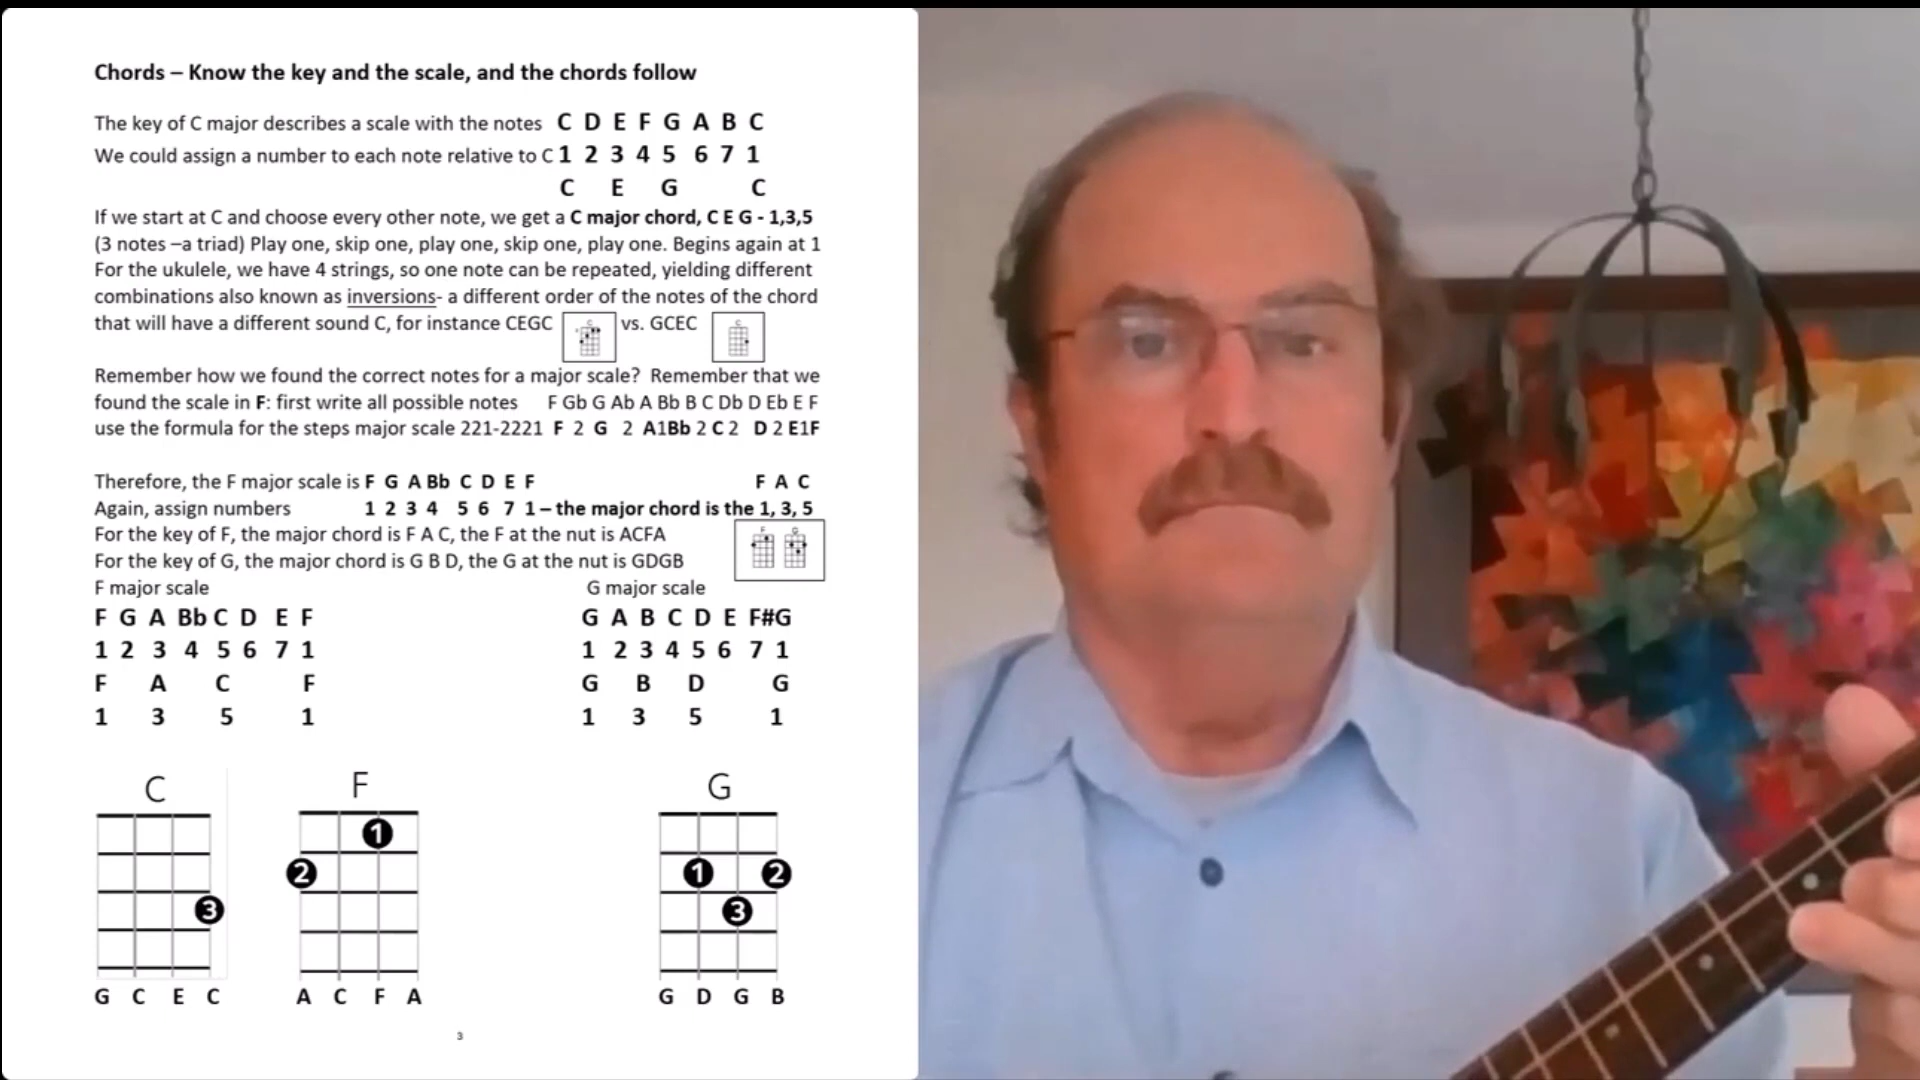 Chords – Know the key and the scale, and the chords follow
The key of C major describes a scale with the notes C D E F G A B C
We could assign a number to each note relative to C 1 2 3 4 5 6 7 1
C E G C
If we start at C and choose every other note, we get a C major chord, C E G - 1,3,5
(3 notes –a triad) Play one, skip one, play one, skip one, play one. Begins again at 1
For the ukulele, we have 4 strings, so one note can be repeated, yielding different
combinations also known as inversions- a different order of the notes of the chord
that will have a different sound C, for instance CEGC C vs. GCEC C
Remember how we found the correct notes for a major scale? Remember that we
found the scale in F: first write all possible notes F Gb G Ab A Bb B C Db D Eb E F
use the formula for the steps major scale 221-2221 F 2 G 2 A1Bb 2 C 2 D 2 E1F
Therefore, the F major scale is F G A Bb C D E F F A C
Again, assign numbers 1 2 3 4 5 6 7 1 – the major chord is the 1, 3, 5
For the key of F, the major chord is F A C, the F at the nut is ACFA F G
For the key of G, the major chord is G B D, the G at the nut is GDGB
F major scale G major scale
F G A Bb C D E F G A B C D E F#G
1 2 3 4 5 6 7 1 1 2 3 4 5 6 7 1
F A C F G B D G
1 3 5 1 1 3 5 1
C F G
1
2 1 2
3 3
G C E C A C F A G D G B
3